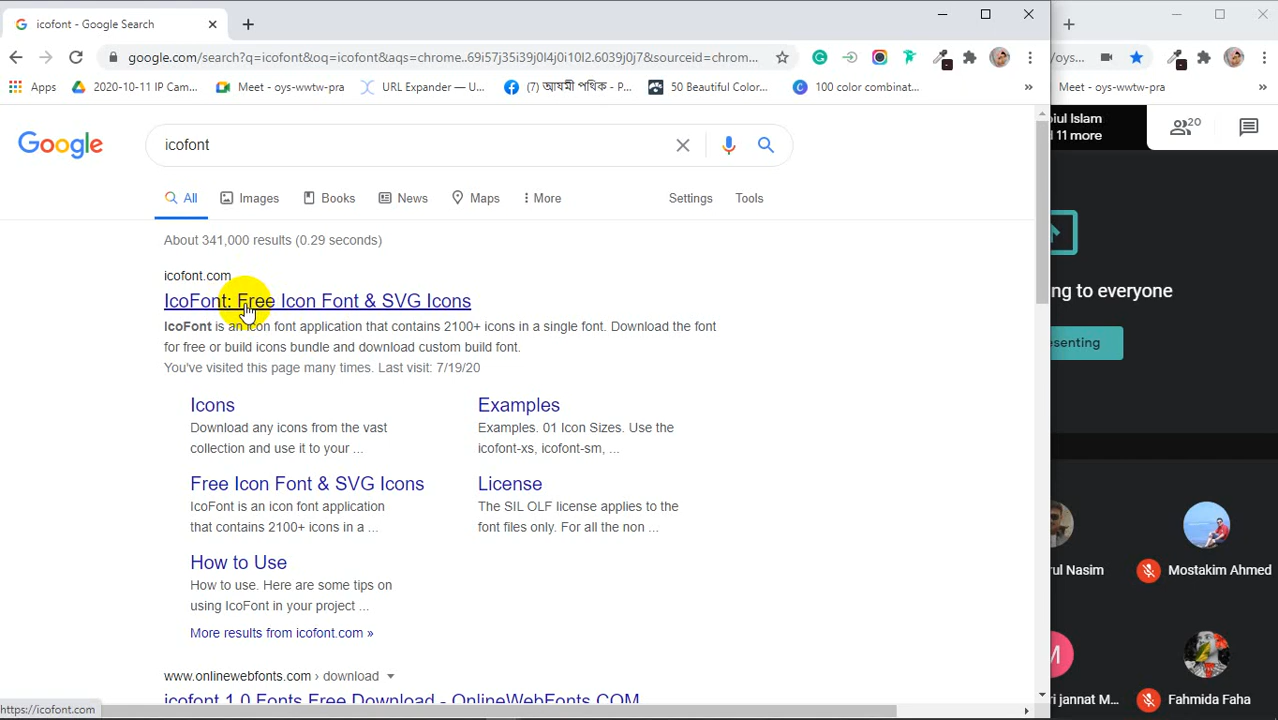 icofont - Google Search
google.com/search?q=icofont&oq=icofont&aqs=chrome..69i57j35i39j0l4j0i10l2.6039j0j7&sourceid=chrom...
/oys...
Apps
2020-10-11 IP Cam...
Meet - oys-wwtw-pra
URL Expander — U...
(7) আযমী পথিক - P...
50 Beautiful Color...
100 color combinat...
»
Meet - oys-wwtw-pra
»
Google
icofont
iul Islam
11 more
20
All
Images
Books
News
Maps
More
Settings
Tools
About 341,000 results (0.29 seconds)
icofont.com
IcoFont: Free Icon Font & SVG Icons
IcoFont is an icon font application that contains 2100+ icons in a single font. Download the font
for free or build icons bundle and download custom build font.
You've visited this page many times. Last visit: 7/19/20
ng to everyone
esenting
Icons
Download any icons from the vast
collection and use it to your ...
Examples
Examples. 01 Icon Sizes. Use the
icofont-xs, icofont-sm, ...
Free Icon Font & SVG Icons
IcoFont is an icon font application
that contains 2100+ icons in a ...
License
The SIL OLF license applies to the
font files only. For all the non ...
How to Use
How to use. Here are some tips on
using IcoFont in your project ...
More results from icofont.com »
ul Nasim
Mostakim Ahmed
www.onlinewebfonts.com › download
icofont 1.0 Fonts Free Download - OnlineWebFonts.COM
M
ri jannat M...
Fahmida Faha
https://icofont.com